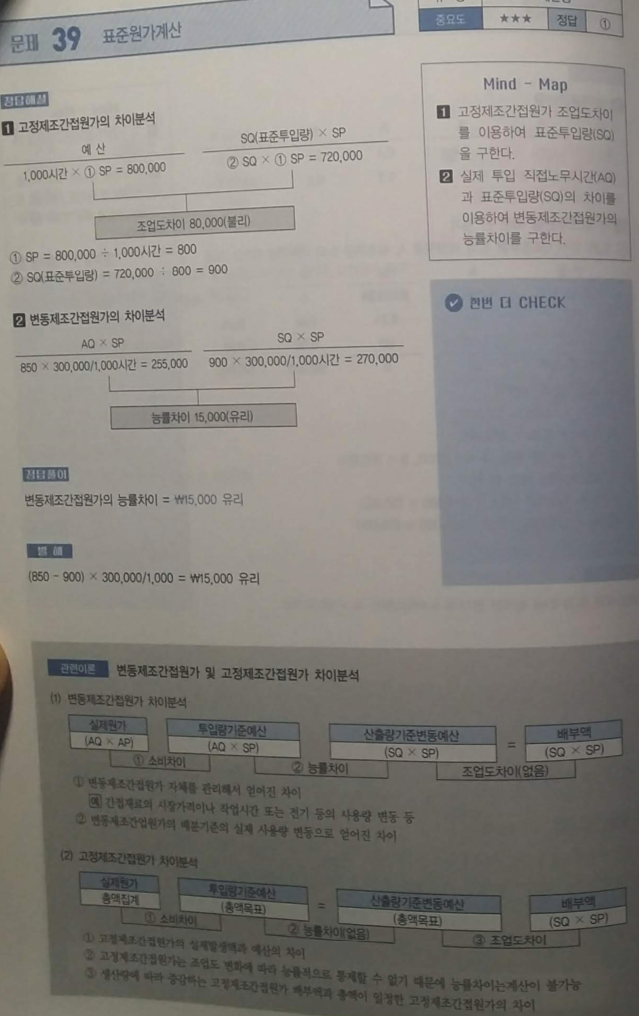 문제 39 표준원가계산
중요도 ★★★ 정답 ①
정답해설
1 고정제조간접원가의 차이분석
예 산
SQ(표준투입량) × SP
1,000시간 × ① SP = 800,000
② SQ × ① SP = 720,000
조업도차이 80,000(불리)
① SP = 800,000 ÷ 1,000시간 = 800
② SQ(표준투입량) = 720,000 ÷ 800 = 900
2 변동제조간접원가의 차이분석
AQ × SP
SQ × SP
850 × 300,000/1,000시간 = 255,000
900 × 300,000/1,000시간 = 270,000
능률차이 15,000(유리)
정답풀이
변동제조간접원가의 능률차이 = ₩15,000 유리
별 해
(850 - 900) × 300,000/1,000 = ₩15,000 유리
Mind - Map
1 고정제조간접원가 조업도차이
를 이용하여 표준투입량(SQ)
을 구한다.
2 실제 투입 직접노무시간(AQ)
과 표준투입량(SQ)의 차이를
이용하여 변동제조간접원가의
능률차이를 구한다.
한번 더 CHECK
관련이론 변동제조간접원가 및 고정제조간접원가 차이분석
(1) 변동제조간접원가 차이분석
실제원가 투입량기준예산 산출량기준변동예산 배부액
(AQ × AP) (AQ × SP) (SQ × SP) = (SQ × SP)
① 소비차이 ② 능률차이 조업도차이(없음)
① 변동제조간접원가 자체를 관리해서 얻어진 차이
예 간접재료의 시장가격이나 작업시간 또는 전기 등의 사용량 변동 등
② 변동제조간접원가의 배분기준의 실제 사용량 변동으로 얻어진 차이
(2) 고정제조간접원가 차이분석
실제원가 투입량기준예산 산출량기준변동예산 배부액
총액집계 (총액목표) = (총액목표) (SQ × SP)
① 소비차이 ② 능률차이(없음) ③ 조업도차이
① 고정제조간접원가의 실제발생액과 예산의 차이
② 고정제조간접원가는 조업도 변화에 따라 능률적으로 통제할 수 없기 때문에 능률차이는계산이 불가능
③ 생산량에 따라 증감하는 고정제조간접원가 배부액과 총액이 일정한 고정제조간접원가의 차이